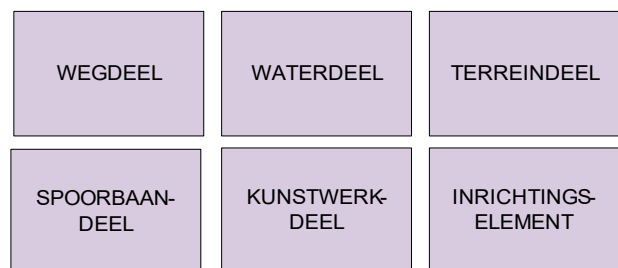 WEGDEEL
WATERDEEL
TERREINDEEL
SPOORBAAN-
DEEL
KUNSTWERK-
DEEL
INRICHTINGS-
ELEMENT